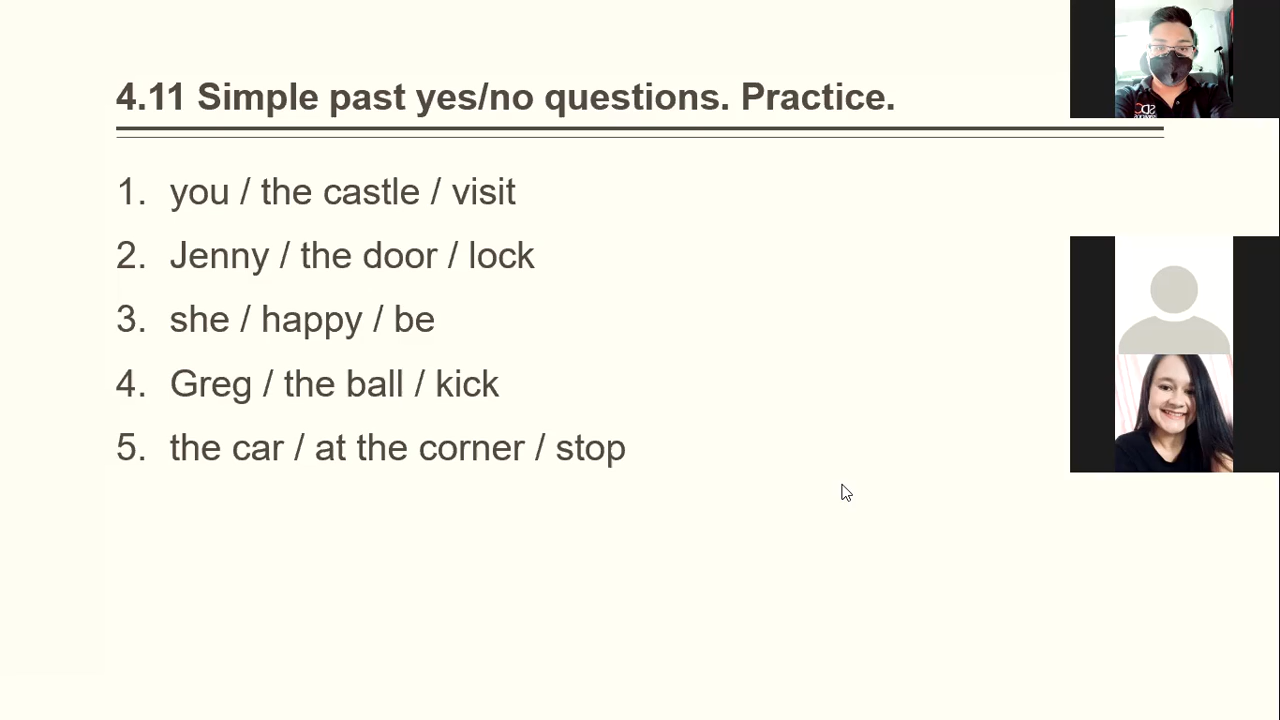 4.11 Simple past yes/no questions. Practice.
1. you / the castle / visit
2. Jenny / the door / lock
3. she / happy / be
4. Greg / the ball / kick
5. the car / at the corner / stop